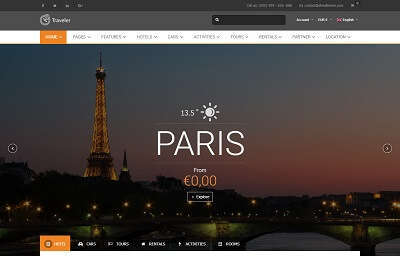 Traveler
Account
EUR €
English
HOME
PAGES
FEATURES
HOTELS
CARS
ACTIVITIES
TOURS
RENTALS
PARTNER
LOCATION
13.5 °
PARIS
From
€0,00
Explore
HOTEL
CARS
TOURS
RENTALS
ACTIVITIES
ROOMS